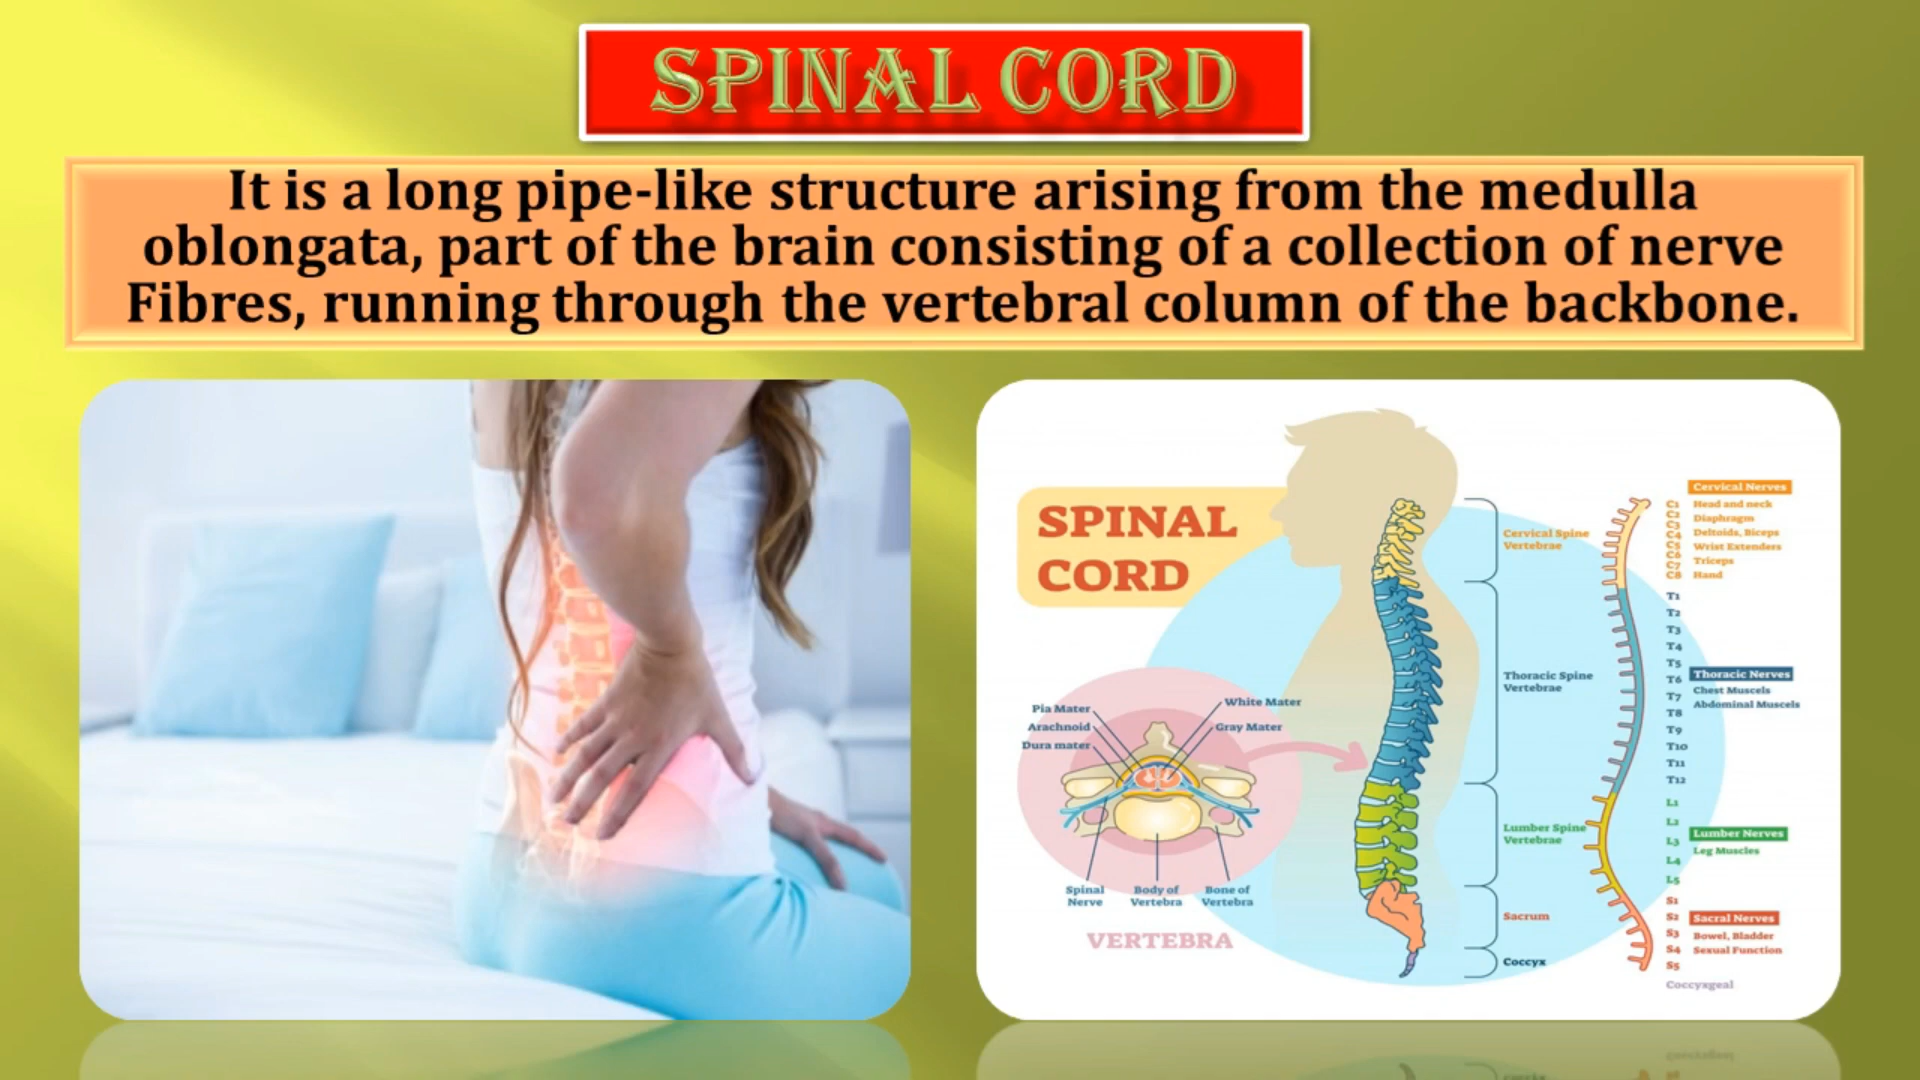 SPINAL CORD
It is a long pipe-like structure arising from the medulla
oblongata, part of the brain consisting of a collection of nerve
Fibres, running through the vertebral column of the backbone.
SPINAL
CORD
Pia Mater
Arachnoid
Dura mater
White Mater
Gray Mater
Spinal
Nerve
Body of
Vertebra
Bone of
Vertebra
VERTEBRA
Cervical Spine
Vertebrae
Thoracic Spine
Vertebrae
Lumber Spine
Vertebrae
Sacrum
Coccyx
Cervical Nerves
C1
C2
C3
C4
C5
C6
C7
C8
Head and neck
Diaphragm
Deltoids, Biceps
Wrist Extenders
Triceps
Hand
T1
T2
T3
T4
T5
T6
T7
T8
T9
T10
T11
T12
Thoracic Nerves
Chest Muscels
Abdominal Muscels
L1
L2
L3
L4
L5
Lumber Nerves
Leg Muscles
S1
S2
S3
S4
S5
Sacral Nerves
Bowel, Bladder
Sexual Function
Coccyxgeal